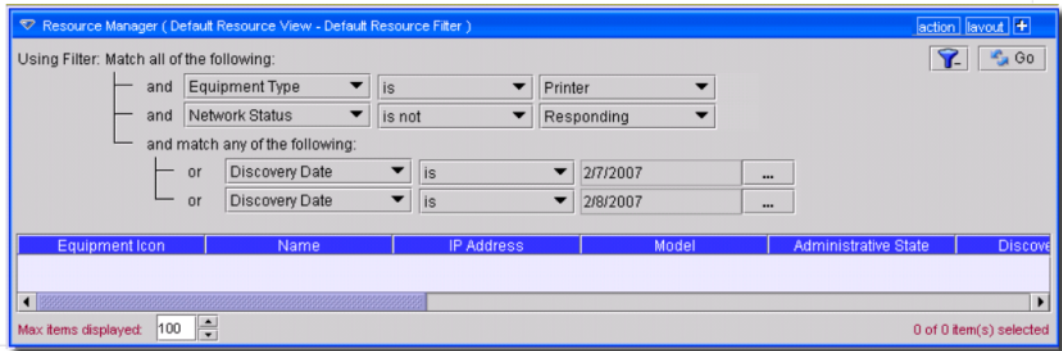 Resource Manager ( Default Resource View - Default Resource Filter ) action layout +
Using Filter: Match all of the following: Go
and Equipment Type is Printer
and Network Status is not Responding
and match any of the following:
or Discovery Date is 2/7/2007 ...
or Discovery Date is 2/8/2007 ...
Equipment Icon Name IP Address Model Administrative State Discove
Max items displayed: 100 0 of 0 item(s) selected